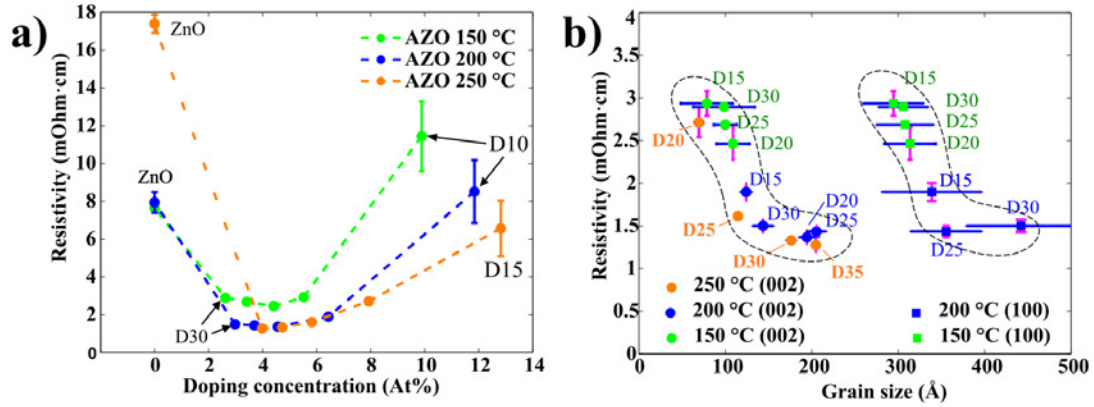 a)
18
16
14
12
10
8
6
4
2
0
Resistivity (mOhm·cm)
ZnO
ZnO
AZO 150 °C
AZO 200 °C
AZO 250 °C
D10
D15
D30
0 2 4 6 8 10 12 14
Doping concentration (At%)
b)
4
3.5
3
2.5
2
1.5
1
0.5
0
Resistivity (mOhm·cm)
D15
D30
D25
D20
D20
D15
D20
D30
D25
D25
D30
D35
D15
D30
D25
D20
D15
D30
D25
250 °C (002)
200 °C (002)
150 °C (002)
200 °C (100)
150 °C (100)
0 100 200 300 400 500
Grain size (Å)